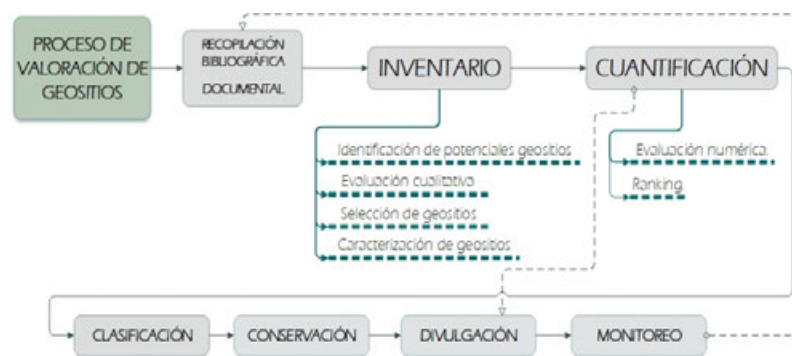 PROCESO DE
VALORACIÓN DE
GEOSITIOS
RECOPILACIÓN
BIBLIOGRÁFICA
DOCUMENTAL
INVENTARIO
CUANTIFICACIÓN
Identificación de potenciales geositios
Evaluación cualitativa
Selección de geositios
Caracterización de geositios
Evaluación numérica.
Ranking.
CLASIFICACIÓN
CONSERVACIÓN
DIVULGACIÓN
MONITOREO